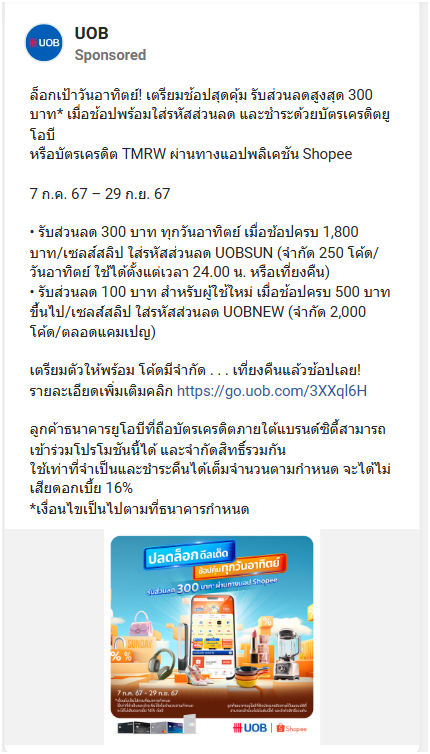 UOB
UOB
Sponsored
ล็อกเป้าวันอาทิตย์! เตรียมช้อปสุดคุ้ม รับส่วนลดสูงสุด 300
บาท* เมื่อช้อปพร้อมใส่รหัสส่วนลด และชำระด้วยบัตรเครดิตยู
โอบี
หรือบัตรเครดิต TMRW ผ่านทางแอปพลิเคชัน Shopee
7 ก.ค. 67 – 29 ก.ย. 67
• รับส่วนลด 300 บาท ทุกวันอาทิตย์ เมื่อช้อปครบ 1,800
บาท/เซลส์สลิป ใส่รหัสส่วนลด UOBSUN (จำกัด 250 โค้ด/
วันอาทิตย์ ใช้ได้ตั้งแต่เวลา 24.00 น. หรือเที่ยงคืน)
• รับส่วนลด 100 บาท สำหรับผู้ใช้ใหม่ เมื่อช้อปครบ 500 บาท
ขึ้นไป/เซลส์สลิป ใส่รหัสส่วนลด UOBNEW (จำกัด 2,000
โค้ด/ตลอดแคมเปญ)
เตรียมตัวให้พร้อม โค้ดมีจำกัด . . . เที่ยงคืนแล้วช้อปเลย!
รายละเอียดเพิ่มเติมคลิก https://go.uob.com/3XXql6H
ลูกค้าธนาคารยูโอบีที่ถือบัตรเครดิตภายใต้แบรนด์ซิตี้สามารถ
เข้าร่วมโปรโมชันนี้ได้ และจำกัดสิทธิ์รวมกัน
ใช้เท่าที่จำเป็นและชำระคืนได้เต็มจำนวนตามกำหนด จะได้ไม่
เสียดอกเบี้ย 16%
*เงื่อนไขเป็นไปตามที่ธนาคารกำหนด
ปลดล็อกดีลเด็ด
ช้อปคุ้มทุกวันอาทิตย์
รับส่วนลด 300 บาท* ผ่านทางแอป Shopee
SUNDAY
% %
7 ก.ค. 67 - 29 ก.ย. 67
UOB
Shopee